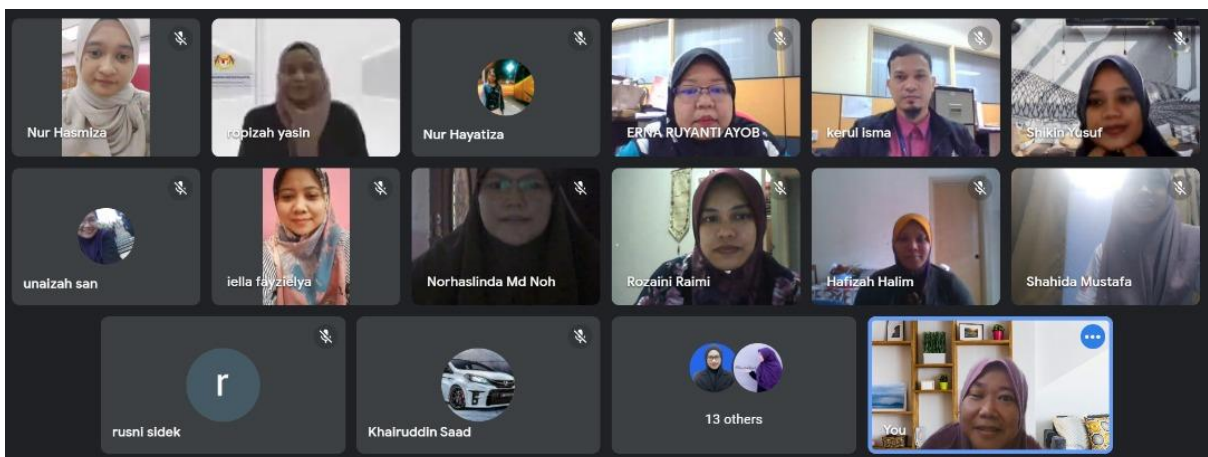 Nur Hasmiza
ropizah yasin
Nur Hayatiza
ERNA RUYANTI AYOB
kerul isma
Shikin Yusuf
unaizah san
iella fayzielya
Norhaslinda Md Noh
Rozaini Raimi
Hafizah Halim
Shahida Mustafa
r
rusni sidek
Khairuddin Saad
13 others
You